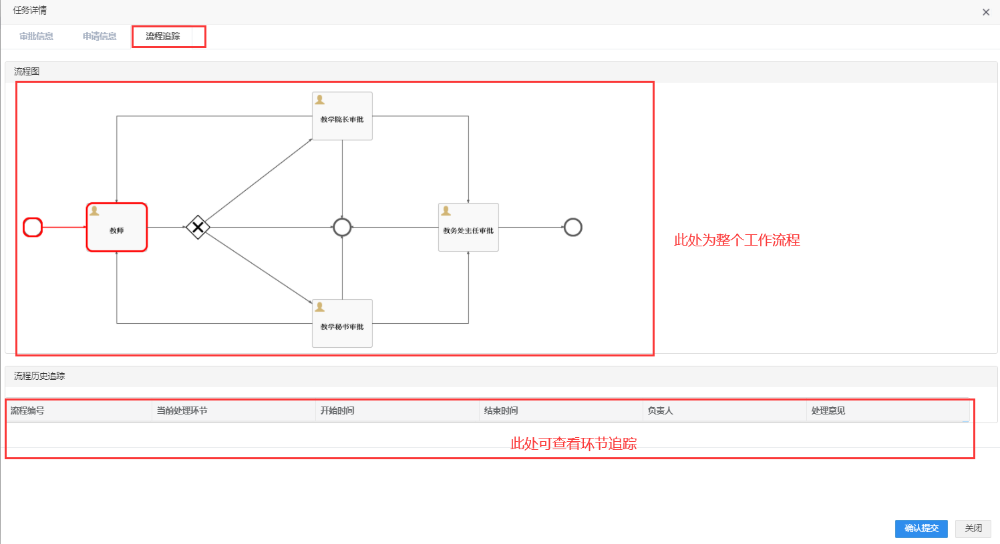 任务详情
审批信息 申请信息 流程追踪
流程图
教学院长审批
教师
教务处主任审批
此处为整个工作流程
教学秘书审批
流程历史追踪
流程编号 当前处理环节 开始时间 结束时间 负责人 处理意见
此处可查看环节追踪
确认提交 关闭